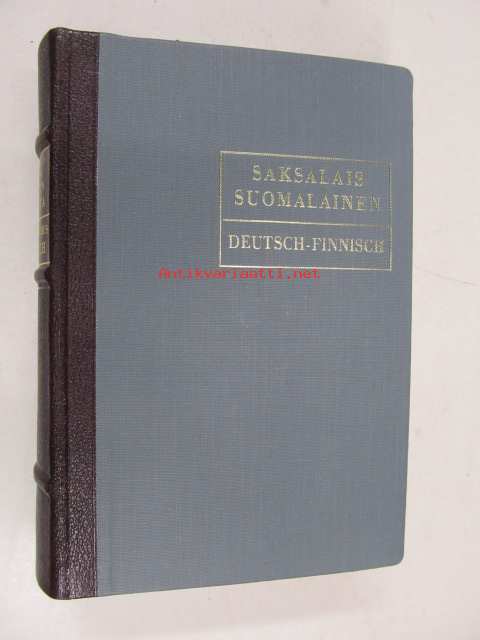 SAKSALAIS
SUOMALAINEN
DEUTSCH-FINNISCH
Antikvariaatti.net